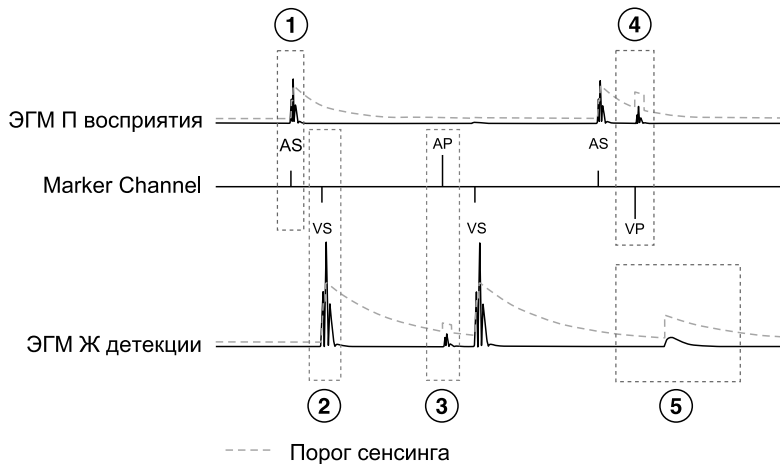 1
4
ЭГМ П восприятия
AS
AP
AS
Marker Channel
VS
VS
VP
ЭГМ Ж детекции
2
3
5
Порог сенсинга